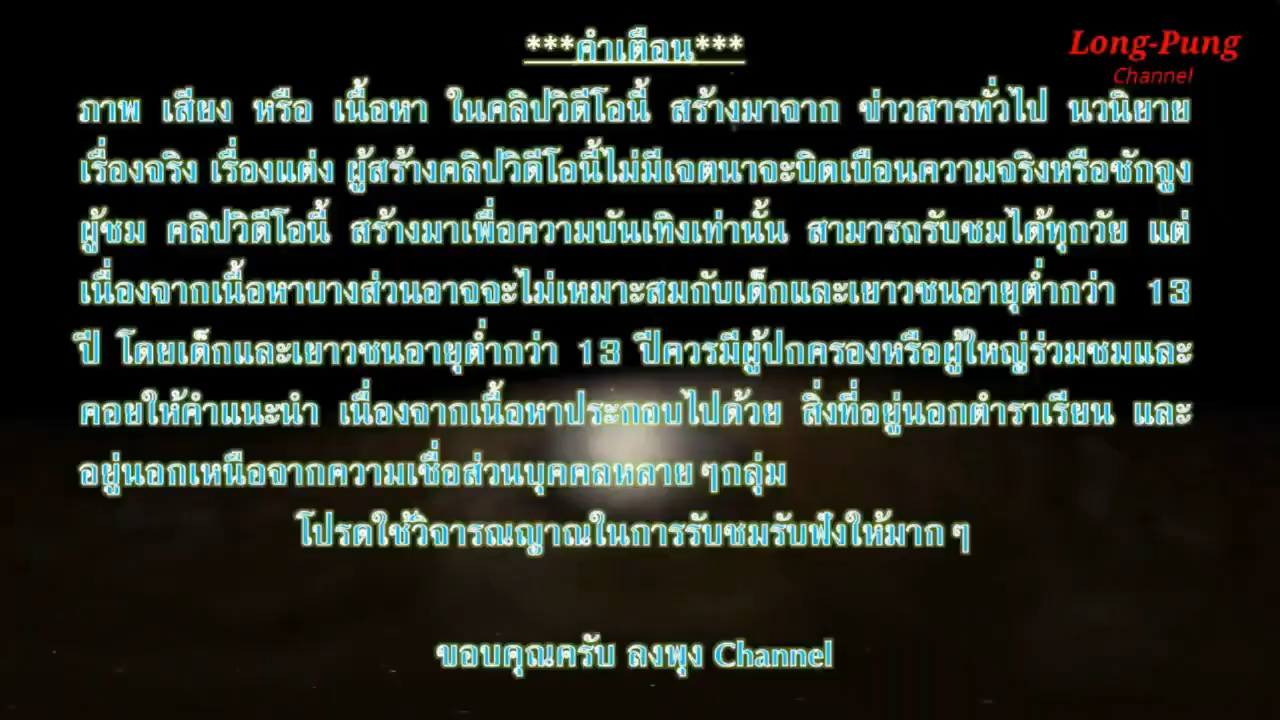 ***คำเตือน***
Long-Pung
Channel
ภาพ เสียง หรือ เนื้อหา ในคลิปวิดีโอนี้ สร้างมาจาก ข่าวสารทั่วไป นวนิยาย
เรื่องจริง เรื่องแต่ง ผู้สร้างคลิปวิดีโอนี้ไม่มีเจตนาจะบิดเบือนความจริงหรือชักจูง
ผู้ชม คลิปวิดีโอนี้ สร้างมาเพื่อความบันเทิงเท่านั้น สามารถรับชมได้ทุกวัย แต่
เนื่องจากเนื้อหาบางส่วนอาจจะไม่เหมาะสมกับเด็กและเยาวชนอายุต่ำกว่า 13
ปี โดยเด็กและเยาวชนอายุต่ำกว่า 13 ปีควรมีผู้ปกครองหรือผู้ใหญ่ร่วมชมและ
คอยให้คำแนะนำ เนื่องจากเนื้อหาประกอบไปด้วย สิ่งที่อยู่นอกตำราเรียน และ
อยู่นอกเหนือจากความเชื่อส่วนบุคคลหลาย ๆกลุ่ม
โปรดใช้วิจารณญาณในการรับชมรับฟังให้มาก ๆ
ขอบคุณครับ ลงพุง Channel